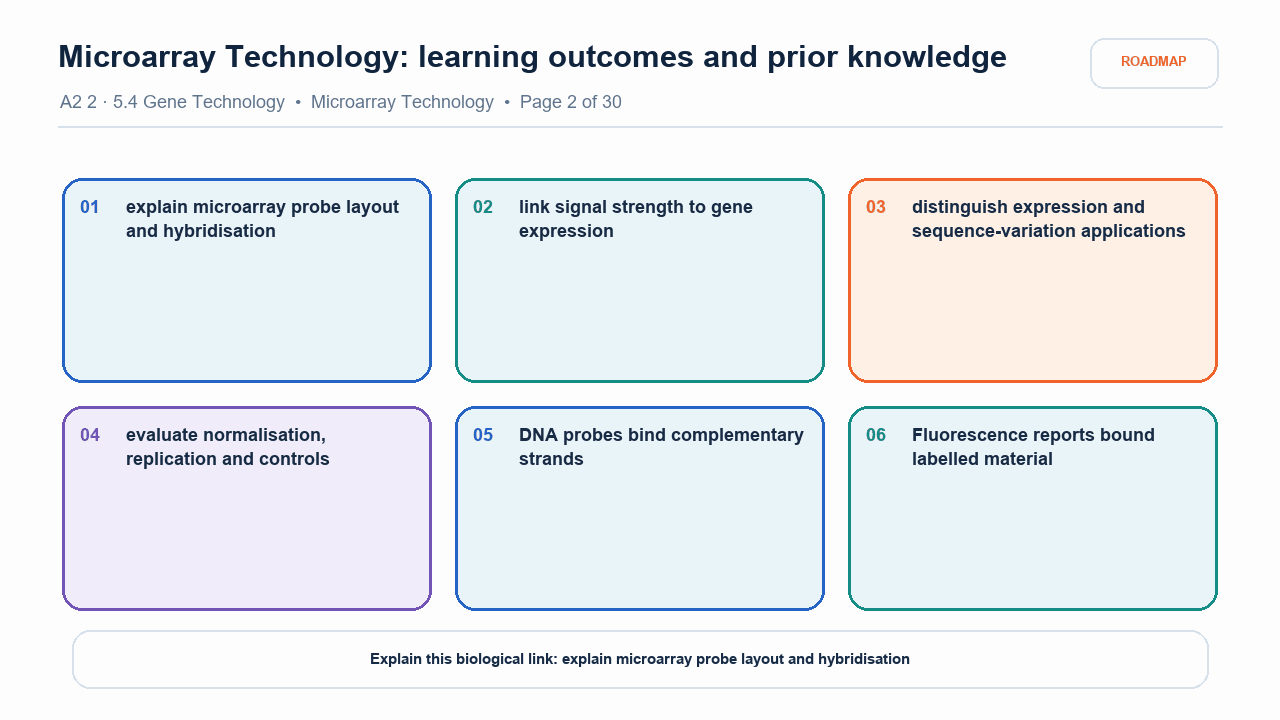 Microarray Technology: learning outcomes and prior knowledge
ROADMAP
A2 2 · 5.4 Gene Technology • Microarray Technology • Page 2 of 30
01 explain microarray probe layout
and hybridisation
02 link signal strength to gene
expression
03 distinguish expression and
sequence-variation applications
04 evaluate normalisation,
replication and controls
05 DNA probes bind complementary
strands
06 Fluorescence reports bound
labelled material
Explain this biological link: explain microarray probe layout and hybridisation